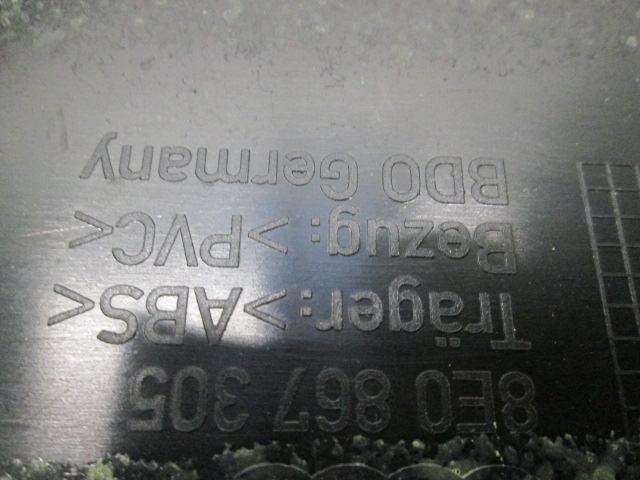 8E0 867 305
Träger: >ABS<
Bezug: >PVC<
BDO Germany